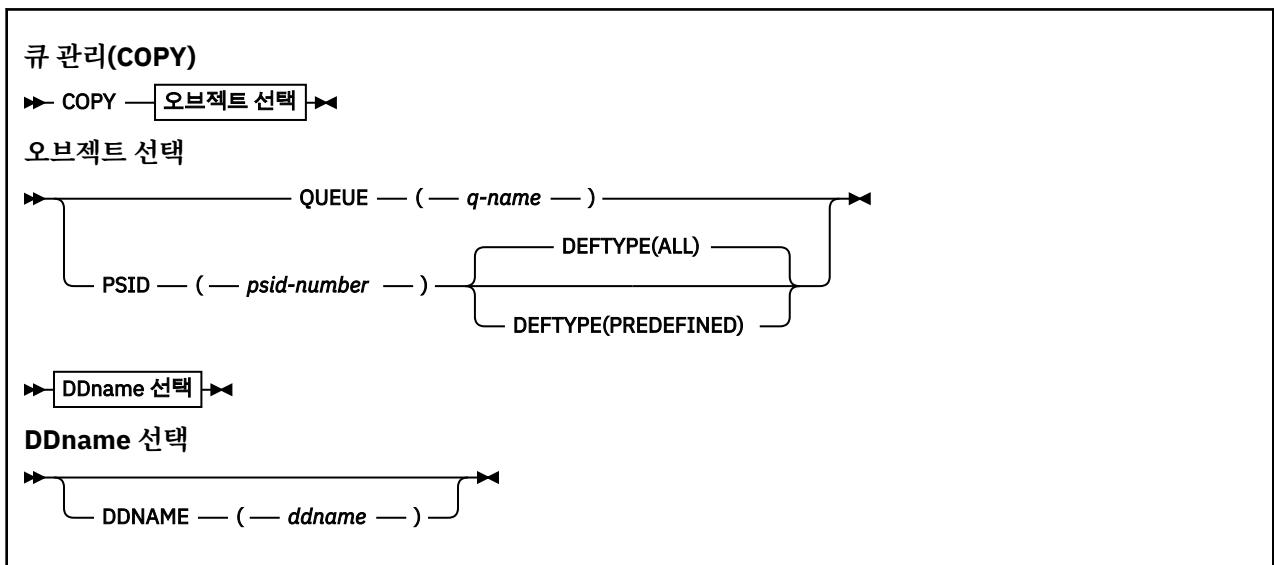 큐 관리(COPY)
COPY 오브젝트 선택
오브젝트 선택
QUEUE ( q-name )
DEFTYPE(ALL)
PSID ( psid-number )
DEFTYPE(PREDEFINED)
DDname 선택
DDname 선택
DDNAME ( ddname )